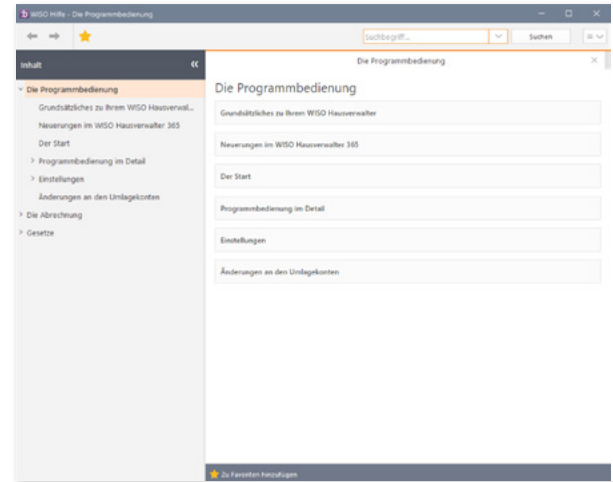 WISO Hilfe - Die Programmbedienung
Suchbegriff...
Suchen
Inhalt
Die Programmbedienung
Die Programmbedienung
Grundsätzliches zu Ihrem WISO Hausverwal...
Neuerungen im WISO Hausverwalter 365
Der Start
Programmbedienung im Detail
Einstellungen
Änderungen an den Umlagekonten
Die Abrechnung
Gesetze
Die Programmbedienung
Grundsätzliches zu Ihrem WISO Hausverwalter
Neuerungen im WISO Hausverwalter 365
Der Start
Programmbedienung im Detail
Einstellungen
Änderungen an den Umlagekonten
Zu Favoriten hinzufügen